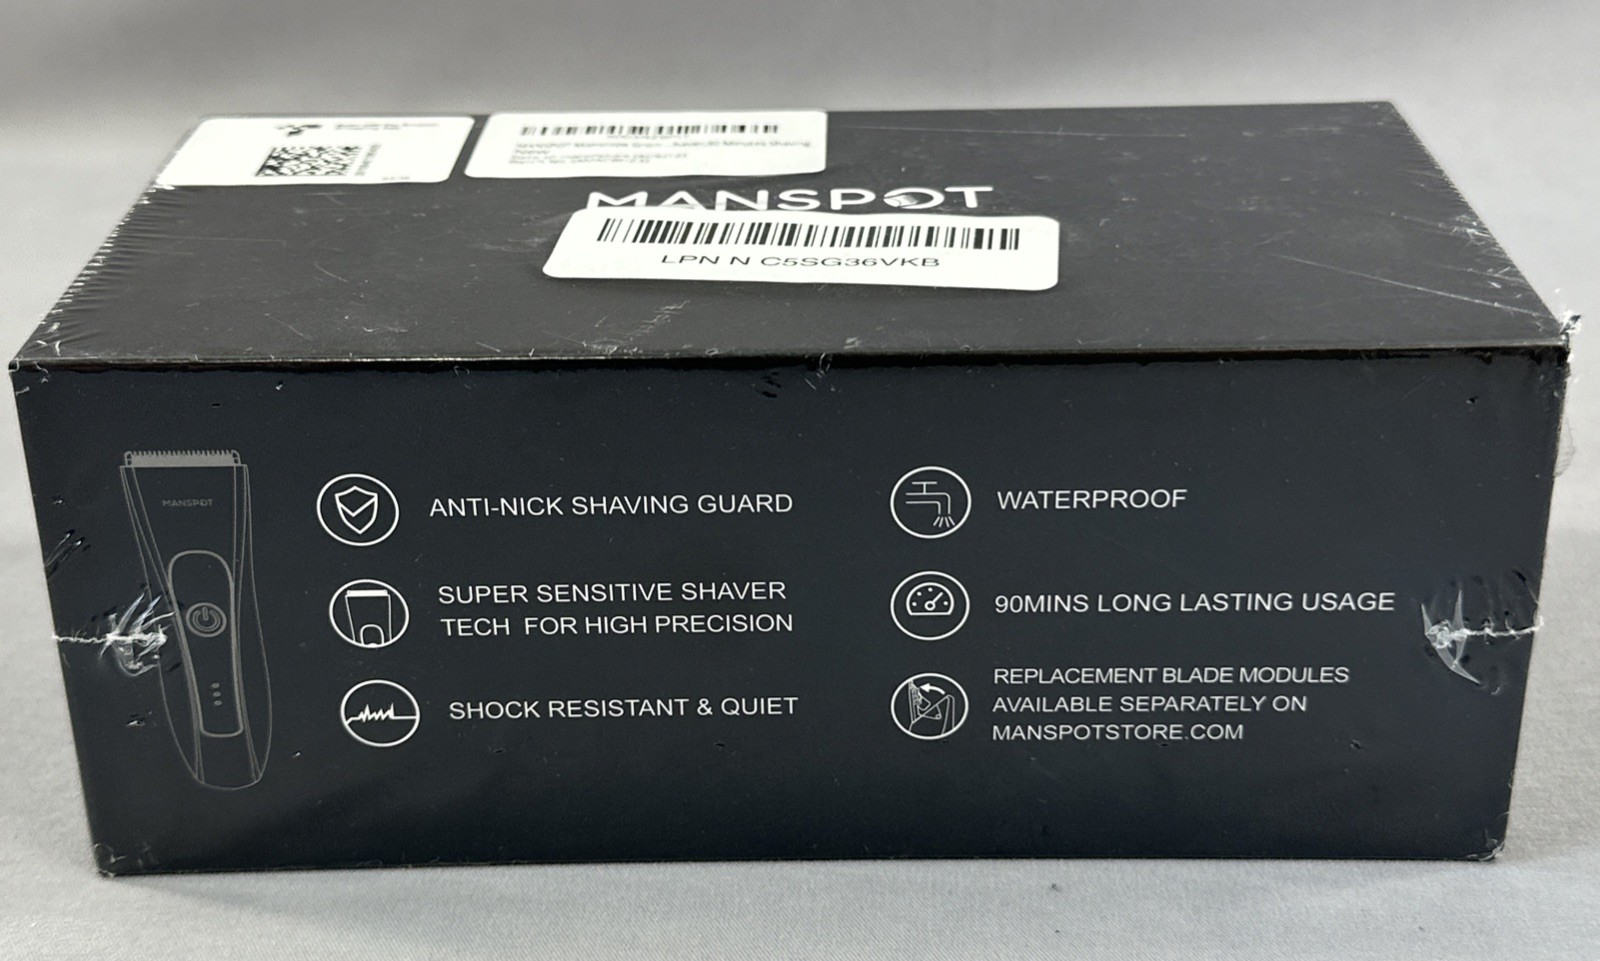 MANSPOT
LPN N C5SG36VKB
MANSPOT
ANTI-NICK SHAVING GUARD
SUPER SENSITIVE SHAVER
TECH FOR HIGH PRECISION
SHOCK RESISTANT & QUIET
WATERPROOF
90MINS LONG LASTING USAGE
REPLACEMENT BLADE MODULES
AVAILABLE SEPARATELY ON
MANSPOTSTORE.COM